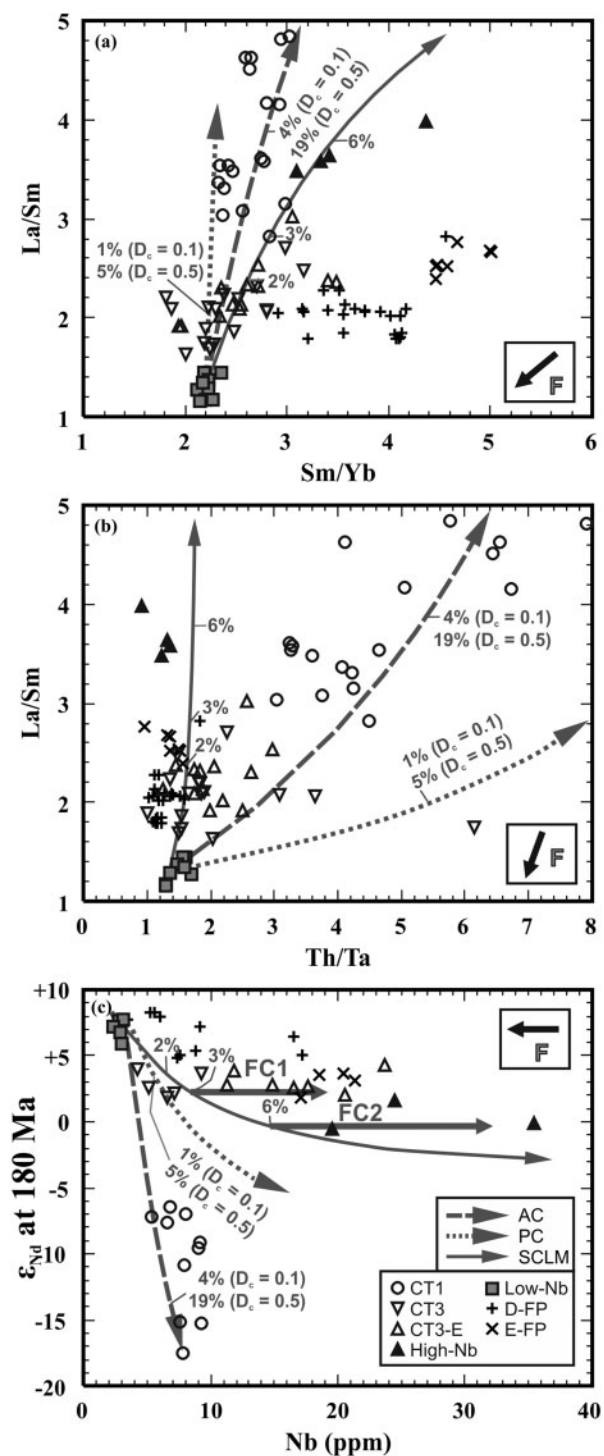 5
(a)
4% (Dc = 0.1)
19% (Dc = 0.5)
4
6%
La/Sm
3
1% (Dc = 0.1)
5% (Dc = 0.5)
3%
2%
2
F
1
1 2 3 4 5 6
Sm/Yb
5
(b)
4
6%
4% (Dc = 0.1)
19% (Dc = 0.5)
La/Sm
3
3%
2%
1% (Dc = 0.1)
5% (Dc = 0.5)
2
F
1
0 1 2 3 4 5 6 7 8
Th/Ta
+10
(c)
F
+5
2%
3%
FC1
6%
FC2
0
εNd at 180 Ma
1% (Dc = 0.1)
5% (Dc = 0.5)
-5
-10
4% (Dc = 0.1)
19% (Dc = 0.5)
-15
-20
AC
PC
SCLM
CT1 Low-Nb
CT3 D-FP
CT3-E E-FP
High-Nb
0 10 20 30 40
Nb (ppm)